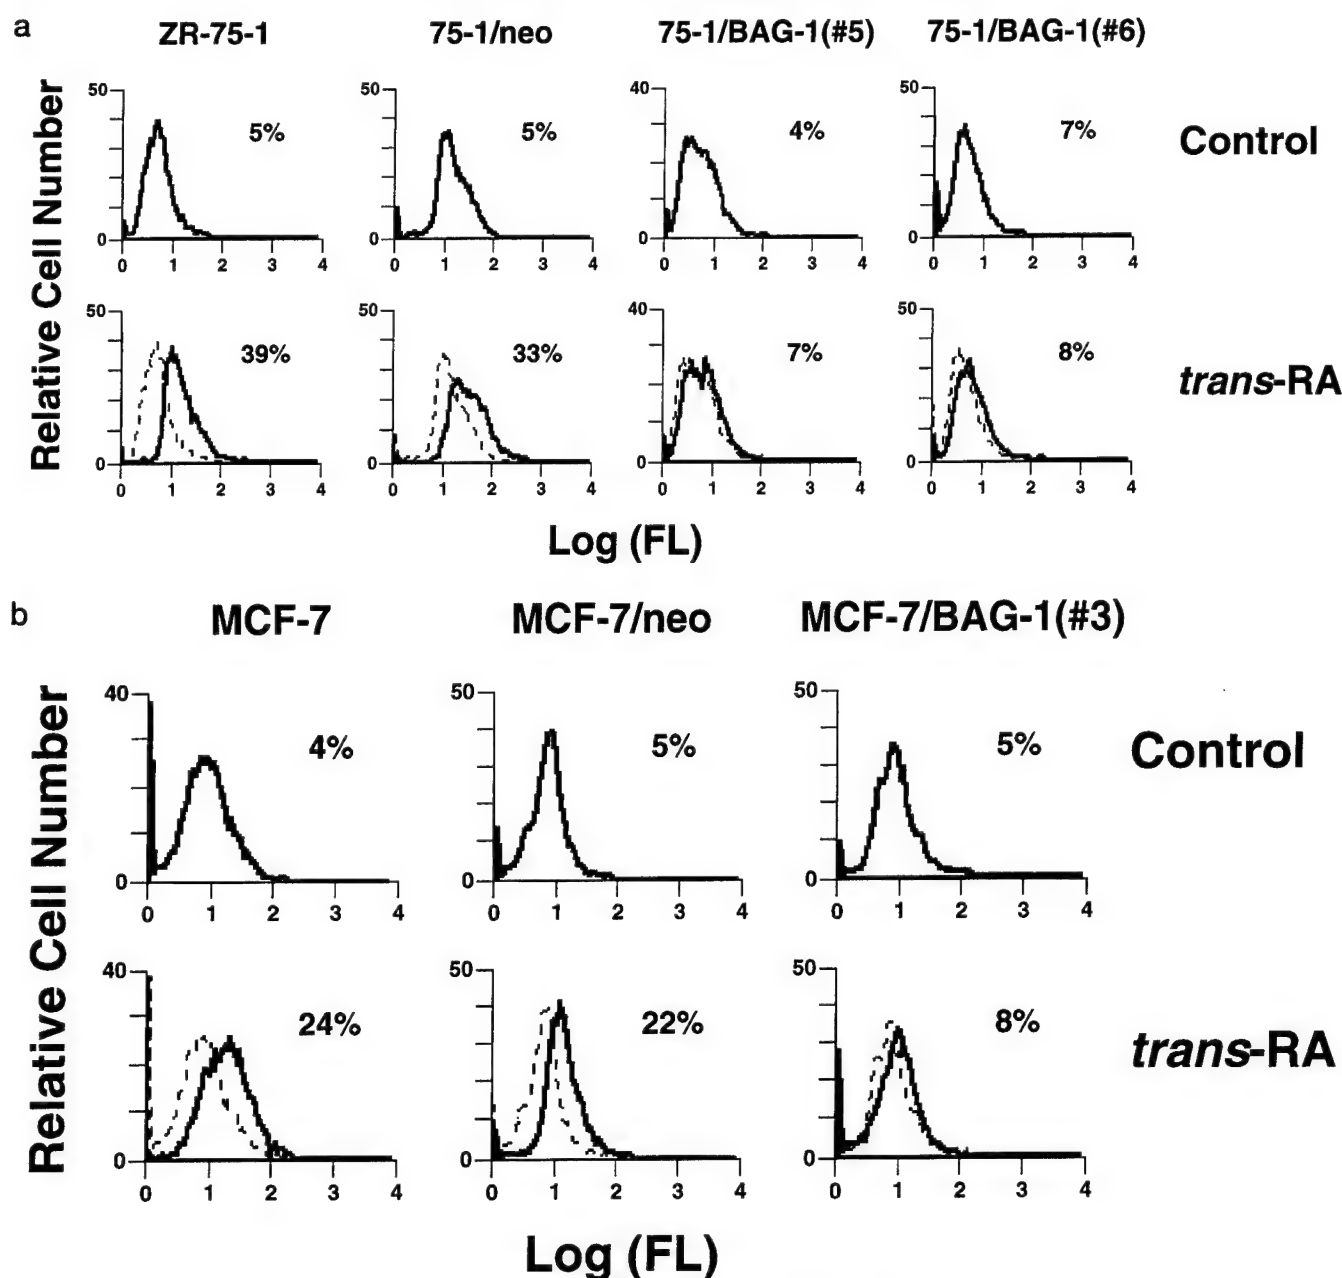 a
ZR-75-1 75-1/neo 75-1/BAG-1(#5) 75-1/BAG-1(#6)
Relative Cell Number
50 50 40 50
5% 5% 4% 7%
Control
0 0 0 0
0 1 2 3 4 0 1 2 3 4 0 1 2 3 4 0 1 2 3 4
50 50 40 50
39% 33% 7% 8%
trans-RA
0 0 0 0
0 1 2 3 4 0 1 2 3 4 0 1 2 3 4 0 1 2 3 4
Log (FL)
b
MCF-7 MCF-7/neo MCF-7/BAG-1(#3)
Relative Cell Number
40 50 50
4% 5% 5%
Control
0 0 0
0 1 2 3 4 0 1 2 3 4 0 1 2 3 4
40 50 50
24% 22% 8%
trans-RA
0 0 0
0 1 2 3 4 0 1 2 3 4 0 1 2 3 4
Log (FL)